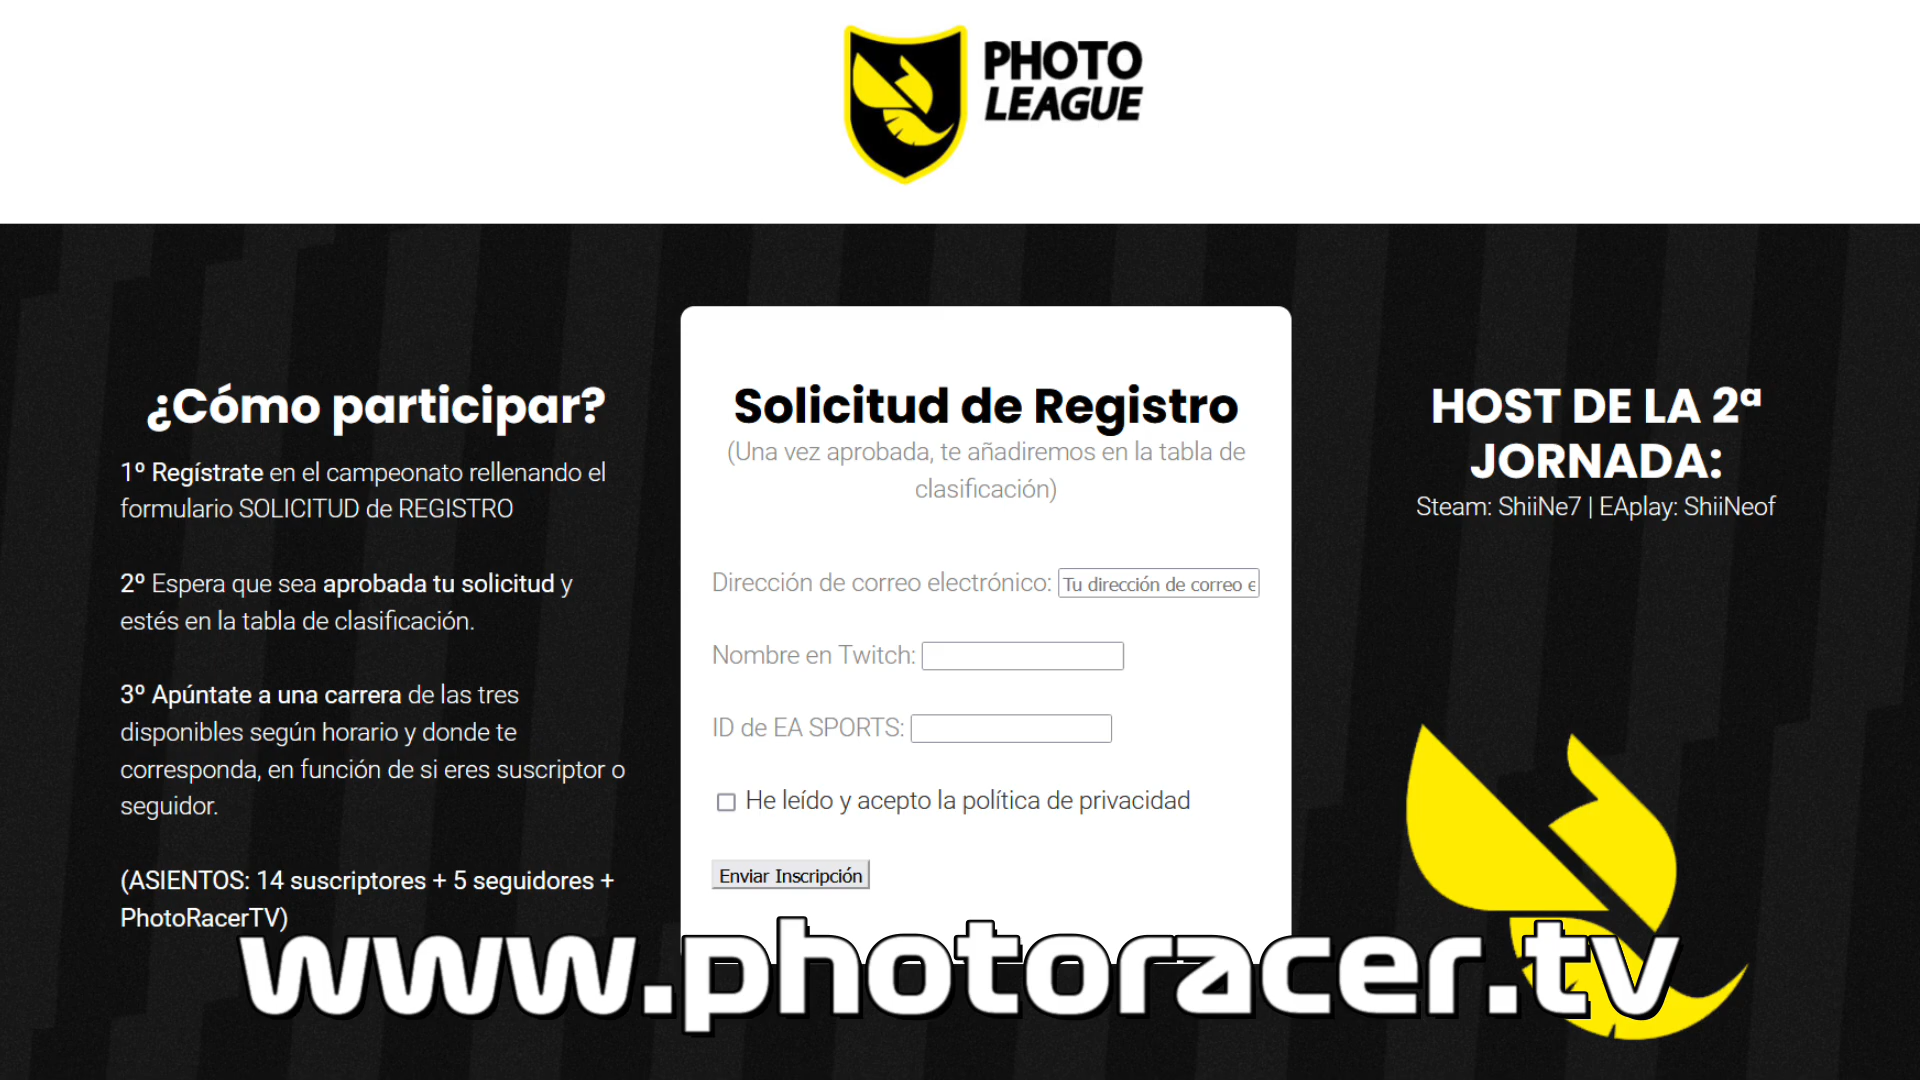 PHOTO
LEAGUE
¿Cómo participar?
1º Regístrate en el campeonato rellenando el
formulario SOLICITUD de REGISTRO
2º Espera que sea aprobada tu solicitud y
estés en la tabla de clasificación.
3º Apúntate a una carrera de las tres
disponibles según horario y donde te
corresponda, en función de si eres suscriptor o
seguidor.
(ASIENTOS: 14 suscriptores + 5 seguidores +
PhotoRacerTV)
Solicitud de Registro
(Una vez aprobada, te añadiremos en la tabla de
clasificación)
Dirección de correo electrónico: Tu dirección de correo e
Nombre en Twitch:
ID de EA SPORTS:
He leído y acepto la política de privacidad
Enviar Inscripción
HOST DE LA 2ª
JORNADA:
Steam: ShiiNe7 | EAplay: ShiiNeof
www.photoracer.tv